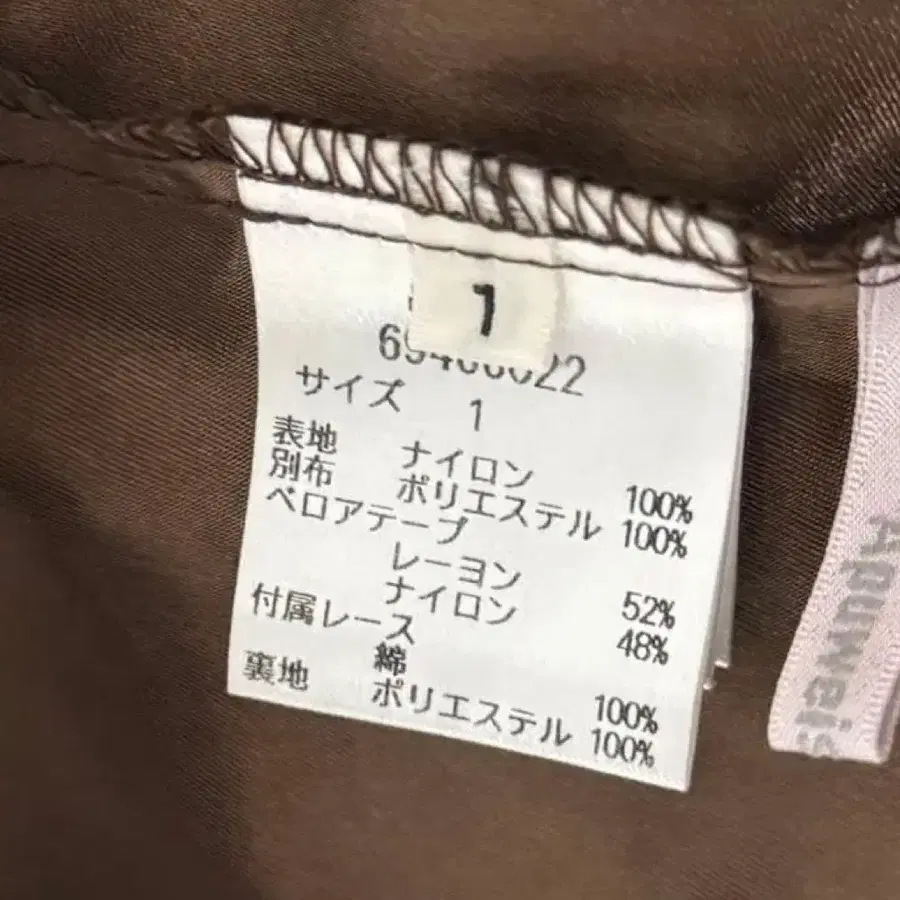 1
サイズ 1
表地 ナイロン 100%
別布 ポリエステル 100%
ベロアテープ
レーヨン 52%
ナイロン 48%
付属レース
綿 100%
裏地 ポリエステル 100%
Apuweis